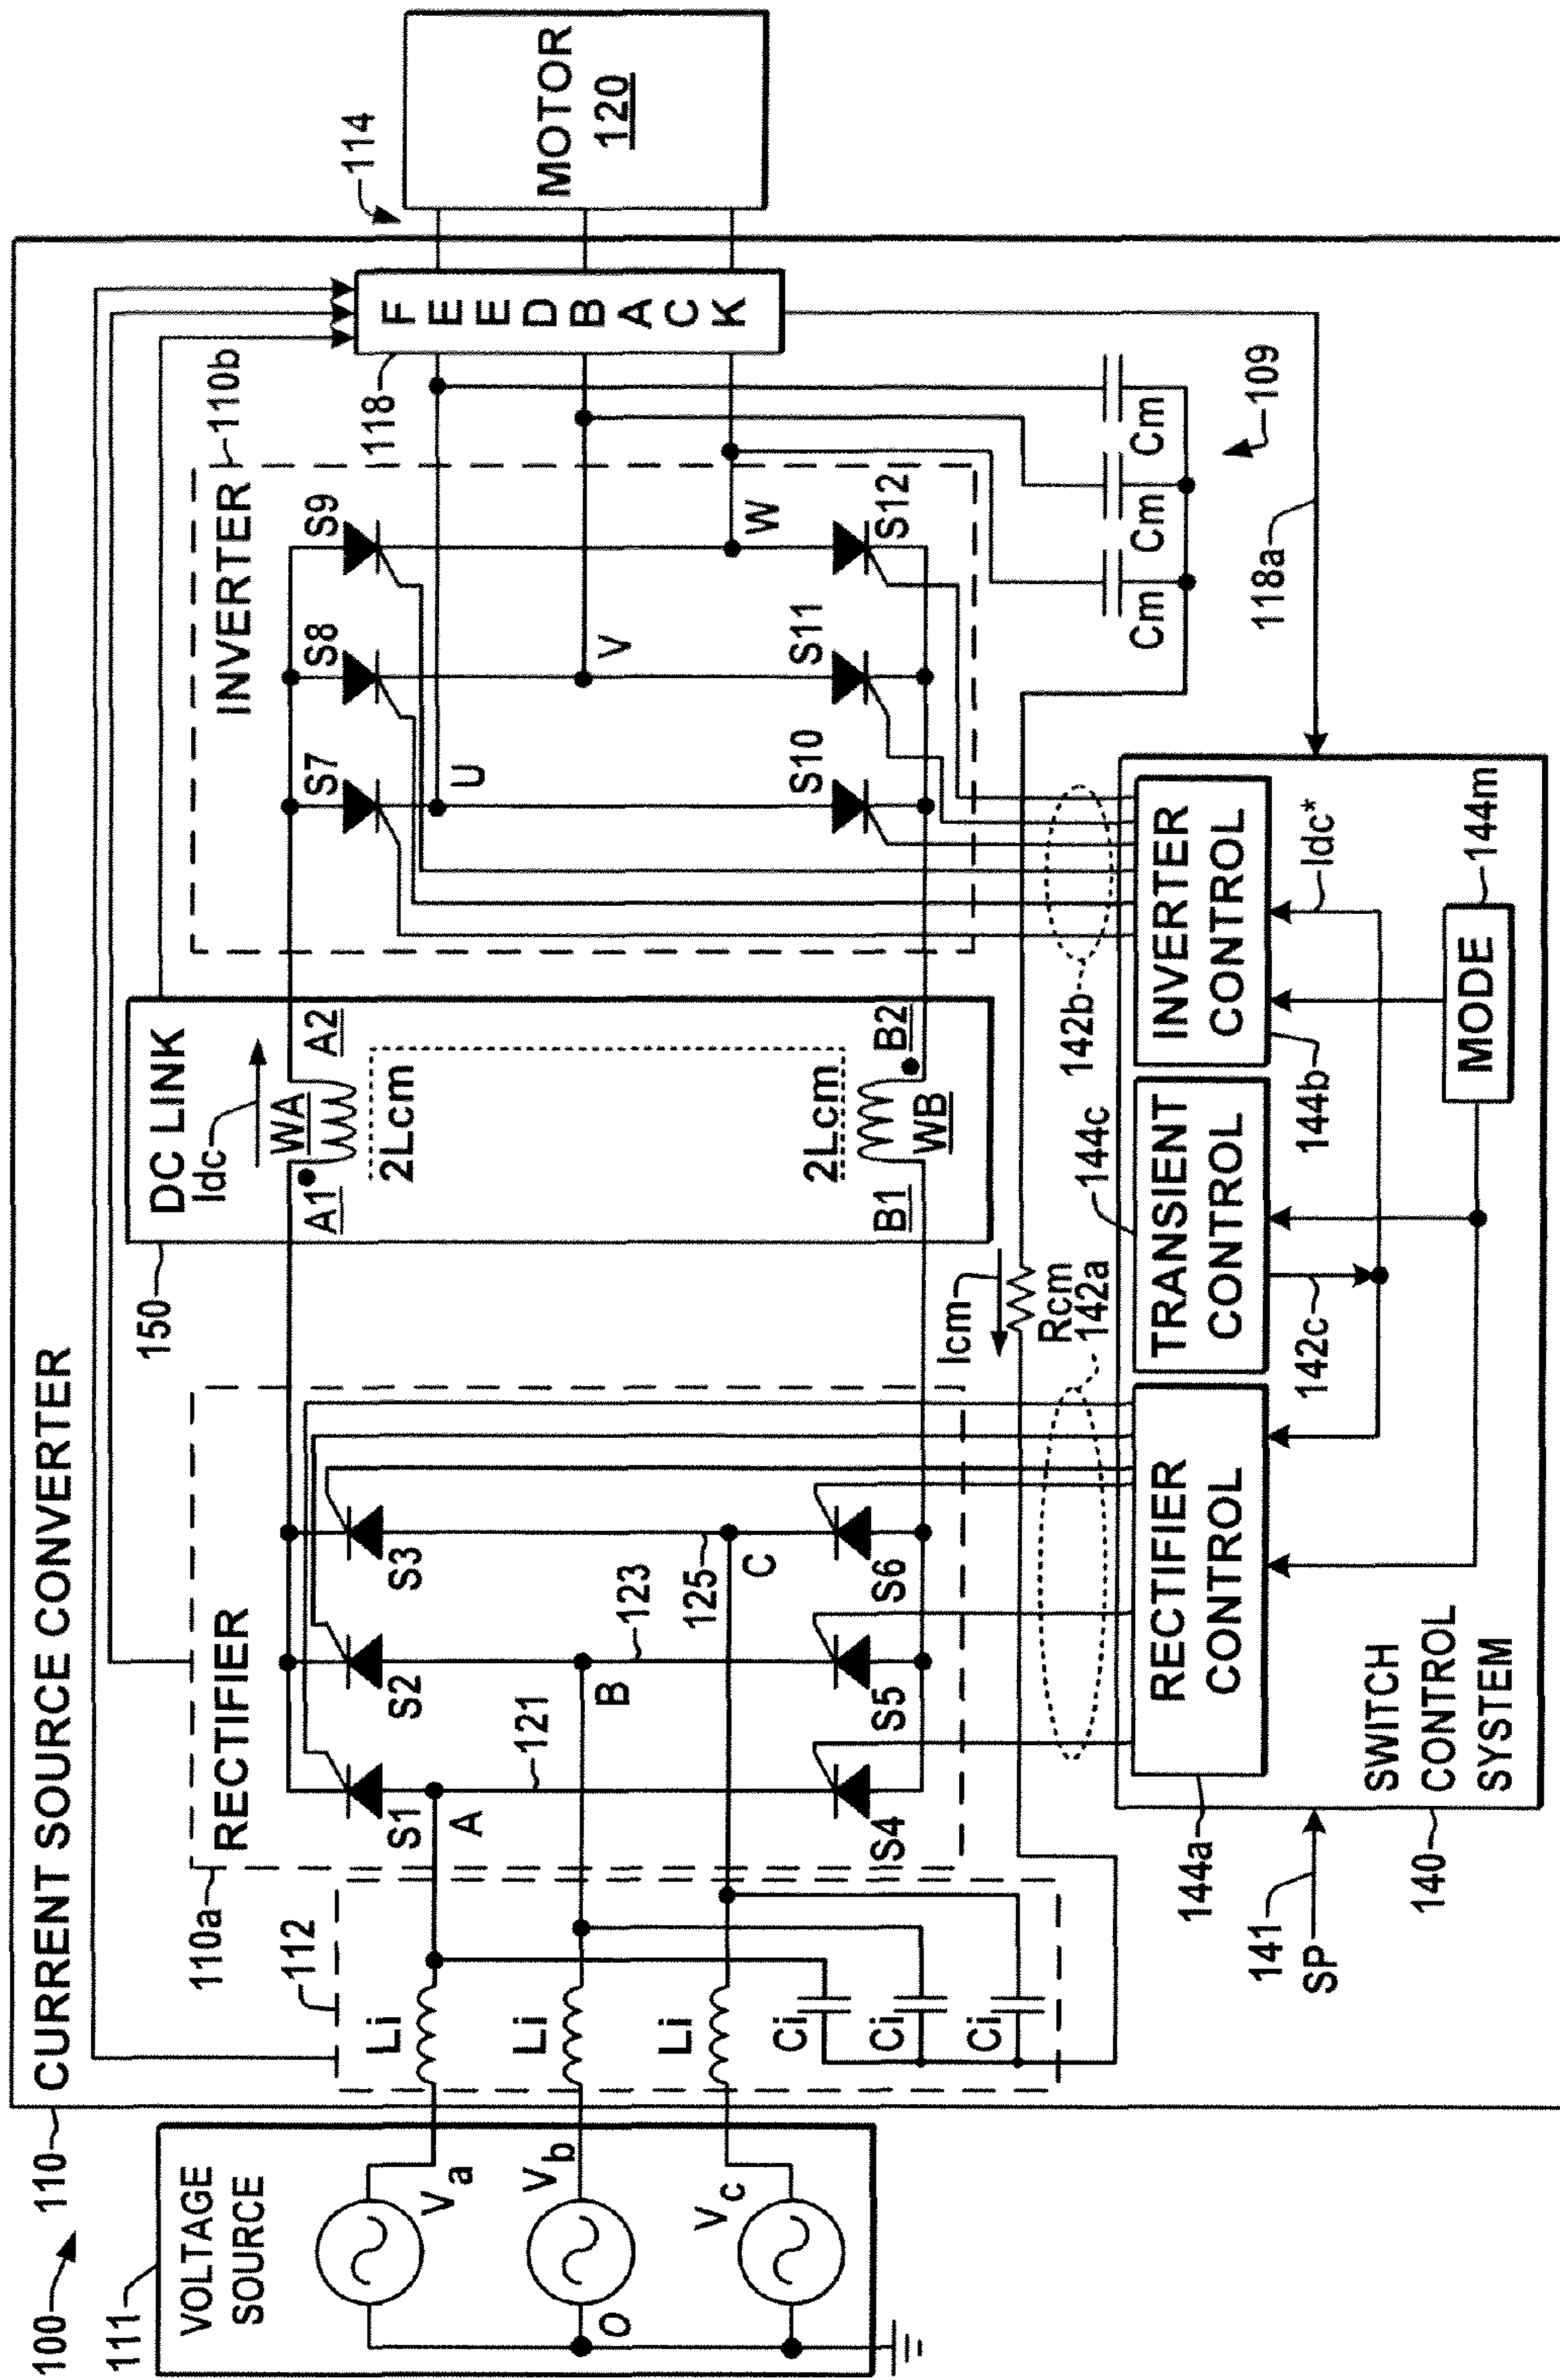 100
CURRENT SOURCE CONVERTER
110
111
VOLTAGE
SOURCE
Va
Vb
Vc
O
112
Li
Li
Li
Ci
Ci
Ci
110a
RECTIFIER
S1
S2
S3
A
121
B
123
125
C
S4
S5
S6
150
DC LINK
Idc
A1
WA
A2
2Lcm
2Lcm
B1
WB
B2
INVERTER
110b
S7
S8
S9
U
V
W
S10
S11
S12
118
FEEDBACK
114
MOTOR
120
Icm
Rcm
142a
142b
Cm
Cm
Cm
109
118a
RECTIFIER
CONTROL
144a
TRANSIENT
CONTROL
144c
142c
INVERTER
CONTROL
144b
Idc*
MODE
144m
SWITCH
CONTROL
SYSTEM
140
141
SP